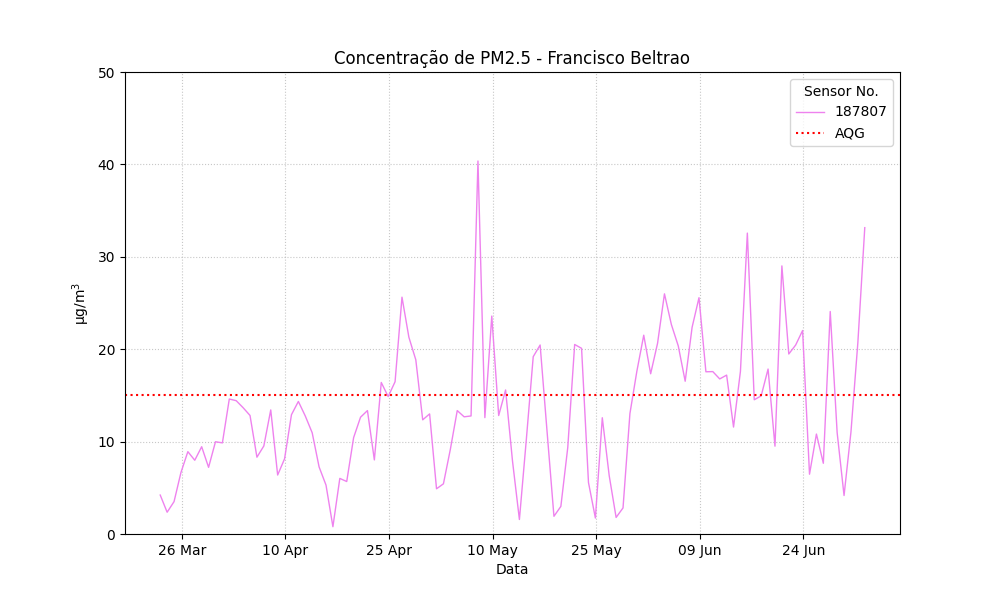 Concentração de PM2.5 - Francisco Beltrao
Sensor No.
187807
AQG
µg/m³
50
40
30
20
10
0
26 Mar
10 Apr
25 Apr
10 May
25 May
09 Jun
24 Jun
Data